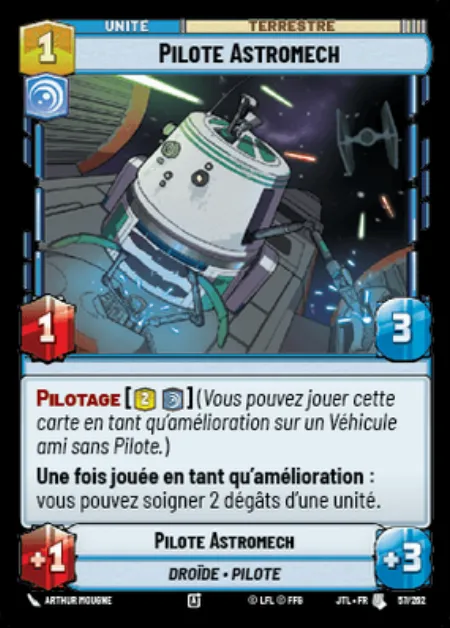 UNITÉ TERRESTRE
1 PILOTE ASTROMECH
1 3
PILOTAGE [2] (Vous pouvez jouer cette
carte en tant qu'amélioration sur un Véhicule
ami sans Pilote.)
Une fois jouée en tant qu'amélioration :
vous pouvez soigner 2 dégâts d'une unité.
+1 PILOTE ASTROMECH +3
DROÏDE • PILOTE
ARTHUR MOUGNE A © LFL © FFG JTL • FR 57/262